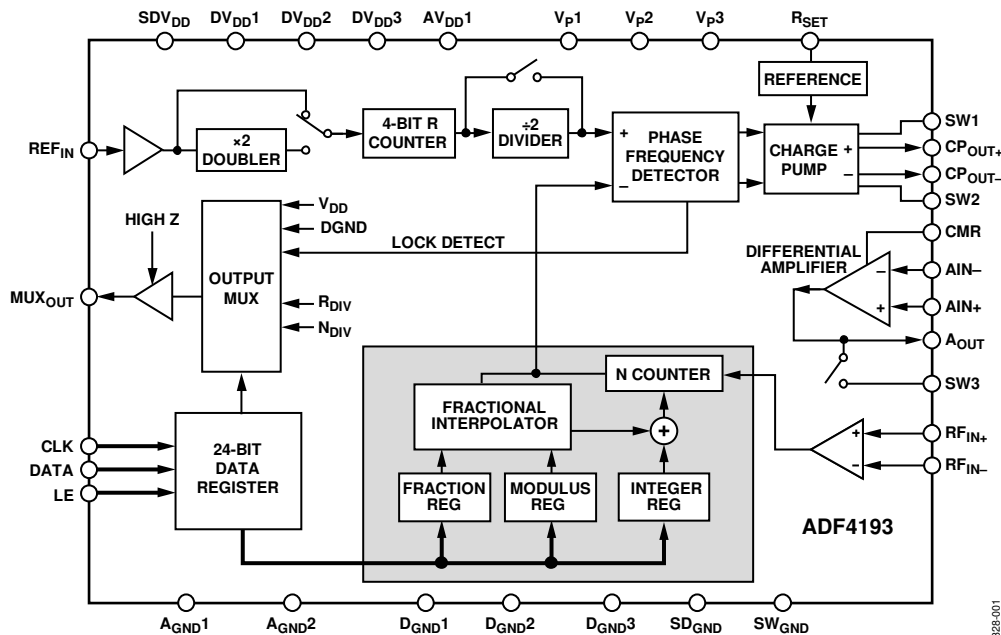 SDVDD DVDD1 DVDD2 DVDD3 AVDD1 VP1 VP2 VP3 RSET
REFERENCE
REFIN
×2
DOUBLER
4-BIT R
COUNTER
÷2
DIVIDER
+
−
PHASE
FREQUENCY
DETECTOR
CHARGE
PUMP
+
−
SW1
CPOUT+
CPOUT–
SW2
HIGH Z
MUXOUT
OUTPUT
MUX
VDD
DGND
LOCK DETECT
RDIV
NDIV
DIFFERENTIAL
AMPLIFIER
−
+
CMR
AIN–
AIN+
AOUT
SW3
N COUNTER
FRACTIONAL
INTERPOLATOR
+
+
−
RFIN+
RFIN–
CLK
DATA
LE
24-BIT
DATA
REGISTER
FRACTION
REG
MODULUS
REG
INTEGER
REG
ADF4193
AGND1 AGND2 DGND1 DGND2 DGND3 SDGND SWGND